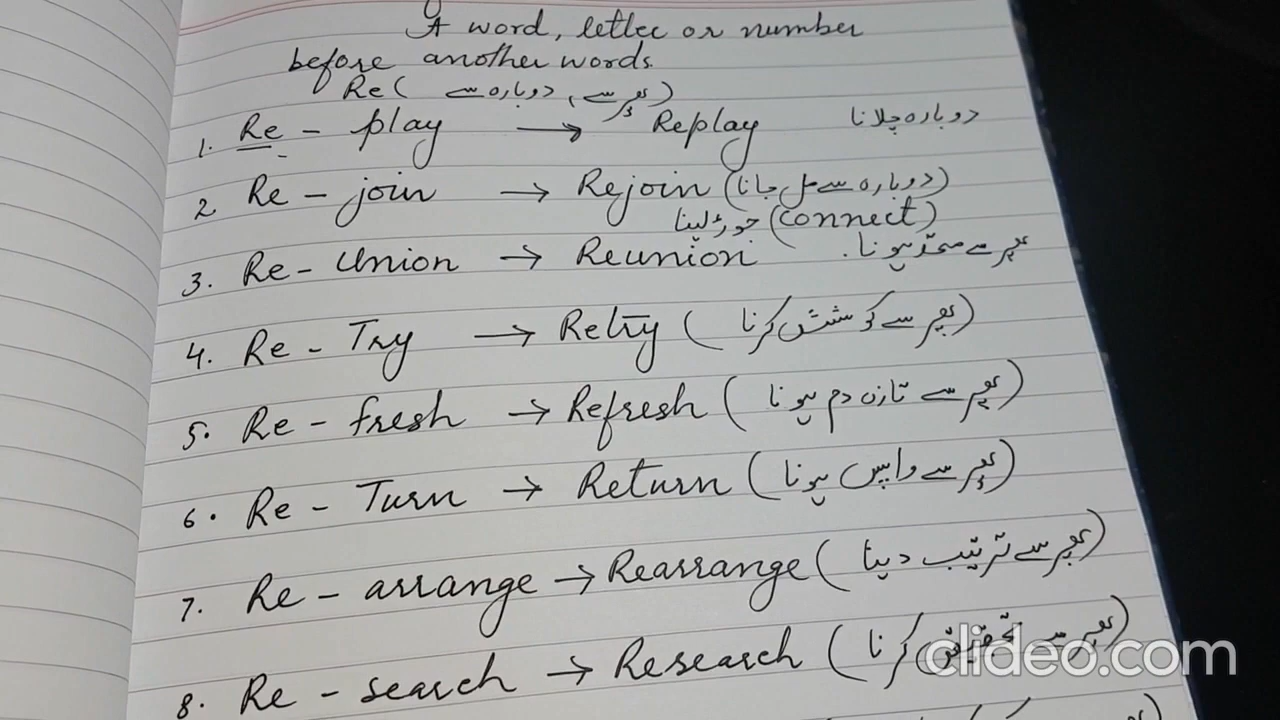 A word, letter or number
before another words.
Re ( پھر سے، دوبارہ سے )
1. Re - play → Replay دوبارہ چلانا
2 Re - join → Rejoin (دوبارہ سے مل جانا)
جوڑ لینا (connect)
3. Re - Union → Reunion پھر سے متحد ہونا.
4. Re - Try → Retry ( پھر سے کوشش کرنا )
5. Re - fresh → Refresh ( پھر سے تازہ دم ہونا )
6. Re - Turn → Return ( پھر سے واپس ہونا )
7. Re - arrange → Rearrange ( پھر سے ترتیب دینا )
8. Re - search → Research ( پھر سے تحقیق کرنا )
clideo.com